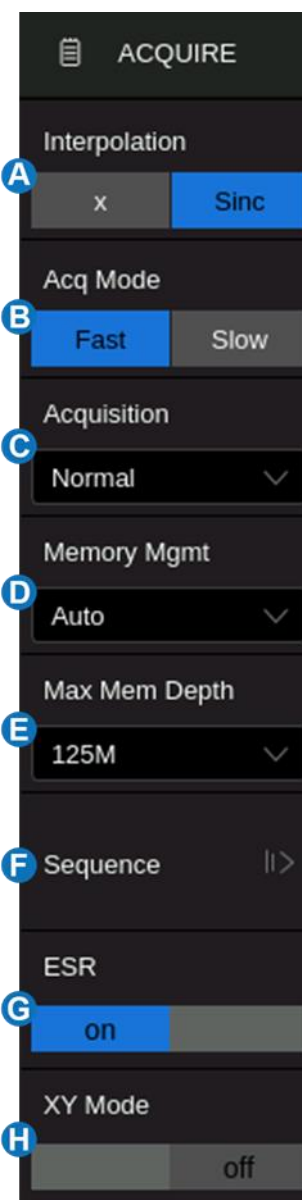 ACQUIRE
Interpolation
A
x Sinc
Acq Mode
B
Fast Slow
Acquisition
C
Normal
Memory Mgmt
D
Auto
Max Mem Depth
E
125M
F Sequence
ESR
G
on
XY Mode
H
off